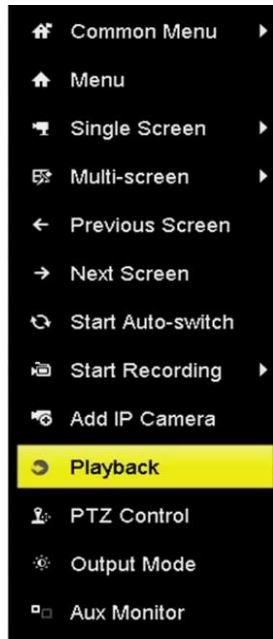 Common Menu
Menu
Single Screen
Multi-screen
Previous Screen
Next Screen
Start Auto-switch
Start Recording
Add IP Camera
Playback
PTZ Control
Output Mode
Aux Monitor